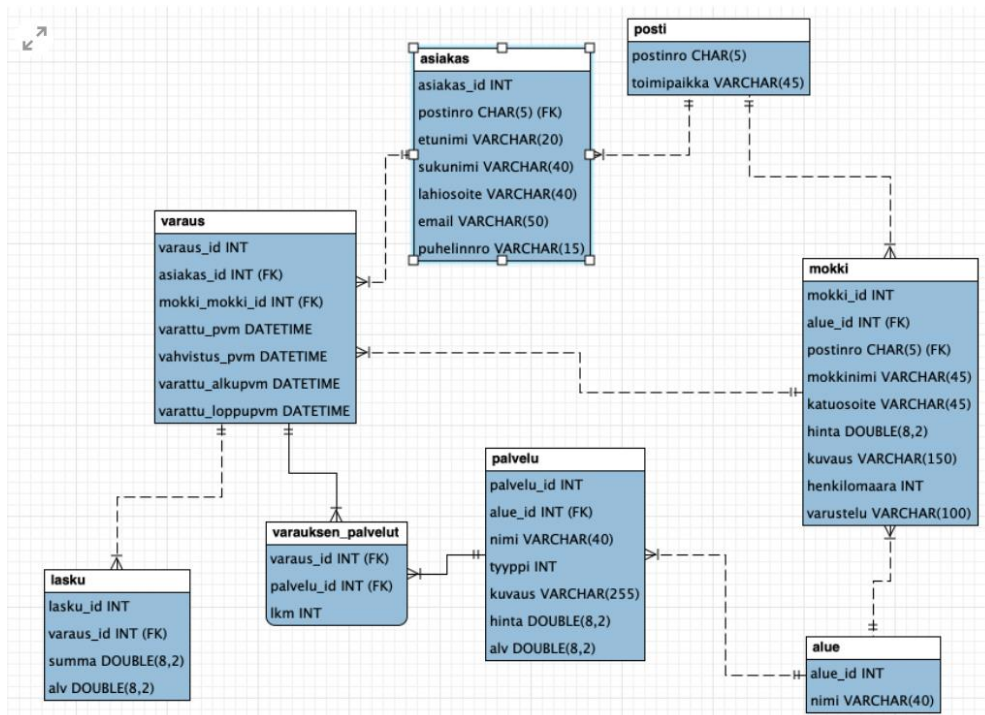 posti
postinro CHAR(5)
toimipaikka VARCHAR(45)
asiakas
asiakas_id INT
postinro CHAR(5) (FK)
etunimi VARCHAR(20)
sukunimi VARCHAR(40)
lahiosoite VARCHAR(40)
email VARCHAR(50)
puhelinnro VARCHAR(15)
varaus
varaus_id INT
asiakas_id INT (FK)
mokki_mokki_id INT (FK)
varattu_pvm DATETIME
vahvistus_pvm DATETIME
varattu_alkupvm DATETIME
varattu_loppupvm DATETIME
mokki
mokki_id INT
alue_id INT (FK)
postinro CHAR(5) (FK)
mokkinimi VARCHAR(45)
katuosoite VARCHAR(45)
hinta DOUBLE(8,2)
kuvaus VARCHAR(150)
henkilomaara INT
varustelu VARCHAR(100)
palvelu
palvelu_id INT
alue_id INT (FK)
nimi VARCHAR(40)
tyyppi INT
kuvaus VARCHAR(255)
hinta DOUBLE(8,2)
alv DOUBLE(8,2)
varauksen_palvelut
varaus_id INT (FK)
palvelu_id INT (FK)
lkm INT
lasku
lasku_id INT
varaus_id INT (FK)
summa DOUBLE(8,2)
alv DOUBLE(8,2)
alue
alue_id INT
nimi VARCHAR(40)